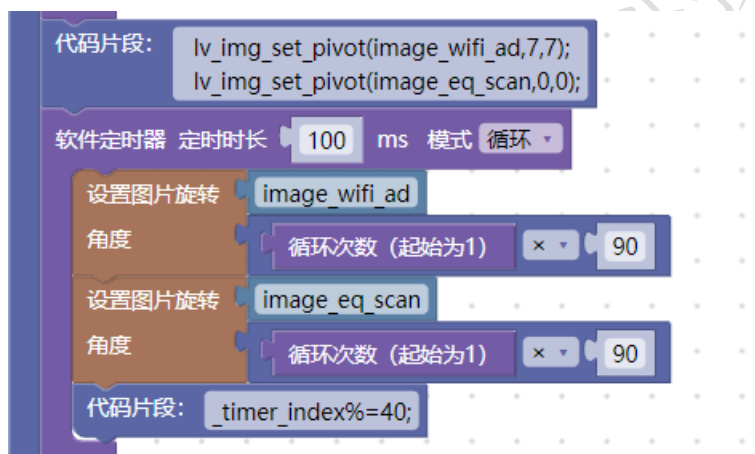 代码片段: lv_img_set_pivot(image_wifi_ad,7,7);
lv_img_set_pivot(image_eq_scan,0,0);
软件定时器 定时时长 100 ms 模式 循环
设置图片旋转 image_wifi_ad
角度 循环次数（起始为1） × 90
设置图片旋转 image_eq_scan
角度 循环次数（起始为1） × 90
代码片段: _timer_index%=40;